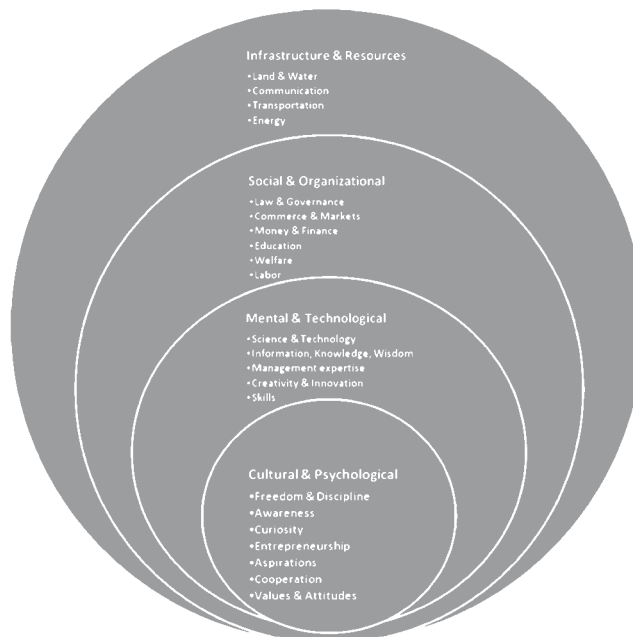 Infrastructure & Resources
•Land & Water
•Communication
•Transportation
•Energy
Social & Organizational
•Law & Governance
•Commerce & Markets
•Money & Finance
•Education
•Welfare
•Labor
Mental & Technological
•Science & Technology
•Information, Knowledge, Wisdom
•Management expertise
•Creativity & Innovation
•Skills
Cultural & Psychological
•Freedom & Discipline
•Awareness
•Curiosity
•Entrepreneurship
•Aspirations
•Cooperation
•Values & Attitudes